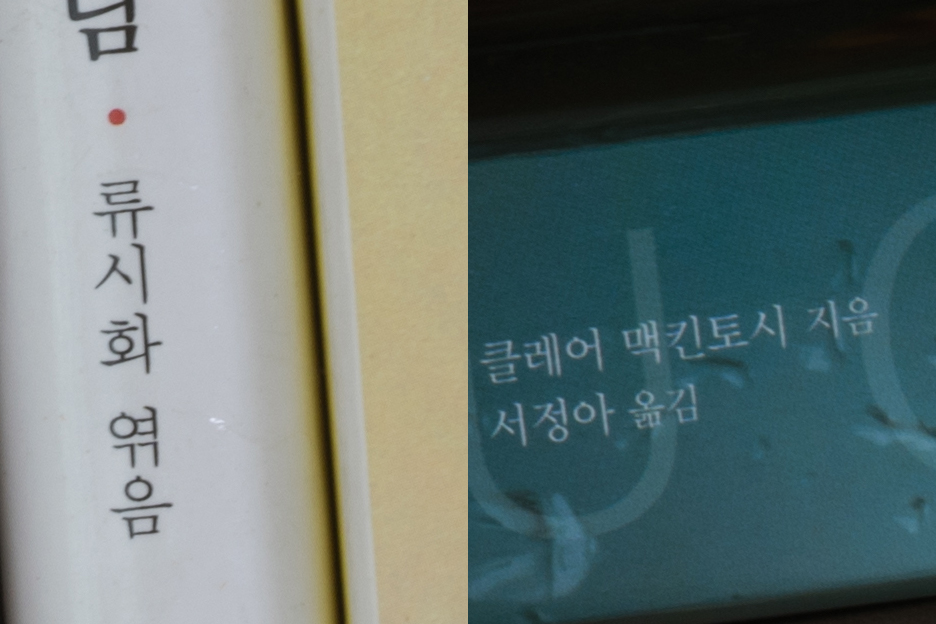 님 • 류시화 엮음
클레어 맥킨토시 지음
서정아 옮김